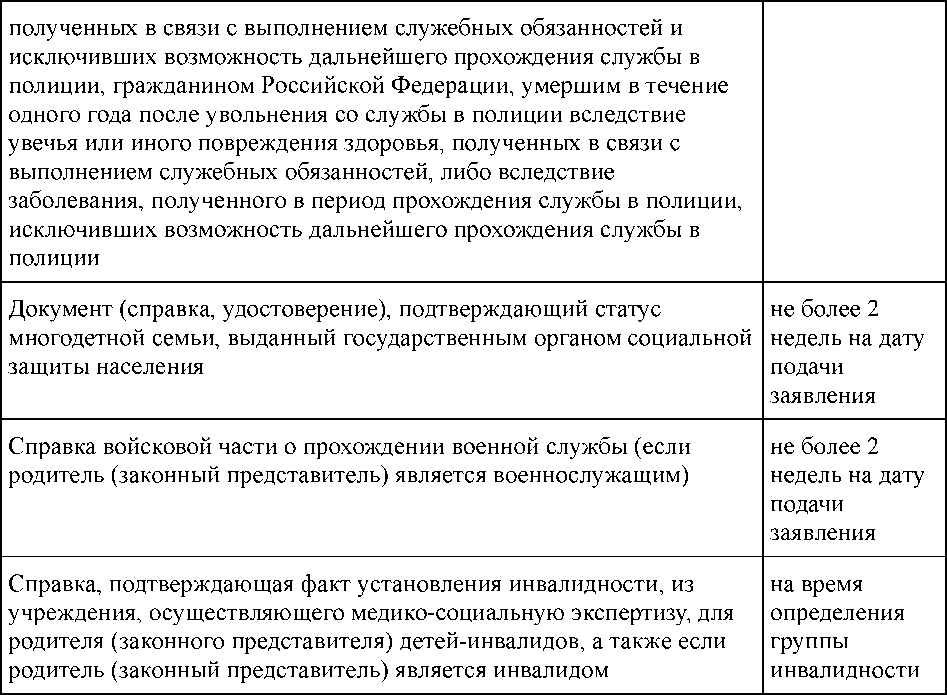 полученных в связи с выполнением служебных обязанностей и
исключивших возможность дальнейшего прохождения службы в
полиции, гражданином Российской Федерации, умершим в течение
одного года после увольнения со службы в полиции вследствие
увечья или иного повреждения здоровья, полученных в связи с
выполнением служебных обязанностей, либо вследствие
заболевания, полученного в период прохождения службы в полиции,
исключивших возможность дальнейшего прохождения службы в
полиции
Документ (справка, удостоверение), подтверждающий статус
многодетной семьи, выданный государственным органом социальной
защиты населения
не более 2
недель на дату
подачи
заявления
Справка войсковой части о прохождении военной службы (если
родитель (законный представитель) является военнослужащим)
не более 2
недель на дату
подачи
заявления
Справка, подтверждающая факт установления инвалидности, из
учреждения, осуществляющего медико-социальную экспертизу, для
родителя (законного представителя) детей-инвалидов, а также если
родитель (законный представитель) является инвалидом
на время
определения
группы
инвалидности